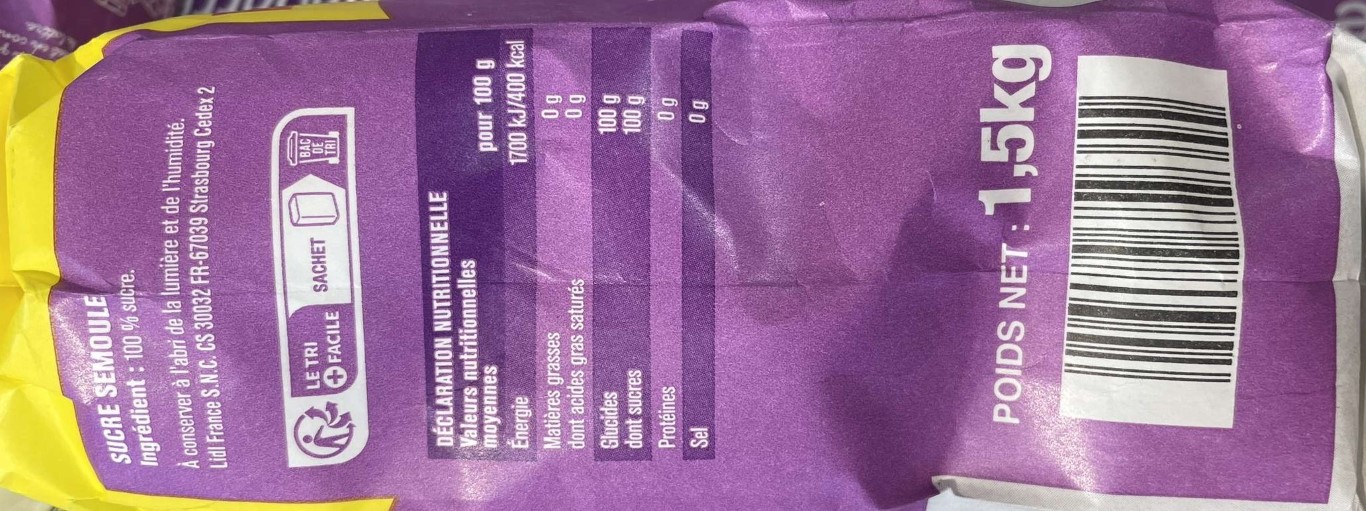 SUCRE SEMOULE
Ingrédient : 100 % sucre.
À conserver à l'abri de la lumière et de l'humidité.
Lidl France S.N.C. CS 30032 FR-67039 Strasbourg Cedex 2
LE TRI
+ FACILE
SACHET
BAC
DE
TRI
DÉCLARATION NUTRITIONNELLE
Valeurs nutritionnelles
moyennes pour 100 g
Énergie 1700 kJ/400 kcal
Matières grasses 0 g
dont acides gras saturés 0 g
Glucides 100 g
dont sucres 100 g
Protéines 0 g
Sel 0 g
POIDS NET : 1,5kg